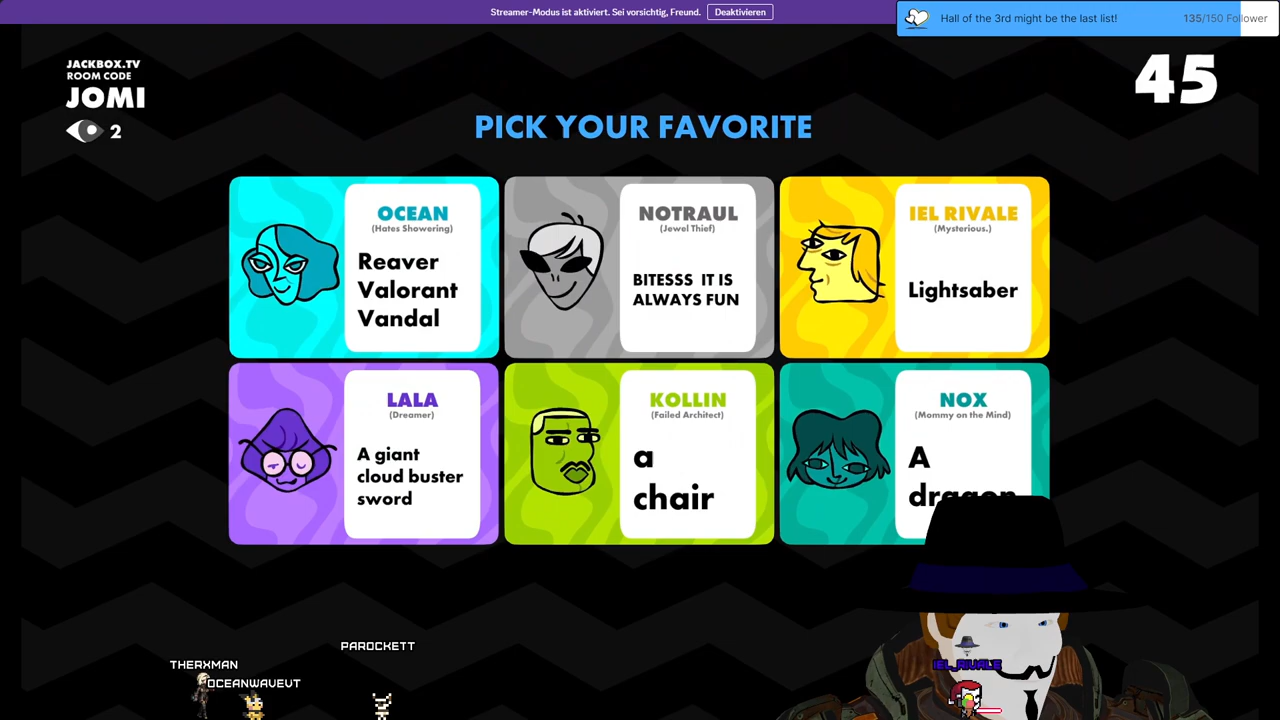 Streamer-Modus ist aktiviert. Sei vorsichtig, Freund. Deaktivieren
Hall of the 3rd might be the last list! 135/150 Follower
JACKBOX.TV
ROOM CODE
JOMI
2
45
PICK YOUR FAVORITE
OCEAN
(Hates Showering)
Reaver
Valorant
Vandal
NOTRAUL
(Jewel Thief)
BITESSS IT IS
ALWAYS FUN
IEL RIVALE
(Mysterious.)
Lightsaber
LALA
(Dreamer)
A giant
cloud buster
sword
KOLLIN
(Failed Architect)
a
chair
NOX
(Mommy on the Mind)
A
dragon
PAROCKETT
THERXMAN
OCEANWAVEVT
IEL_RIVALE